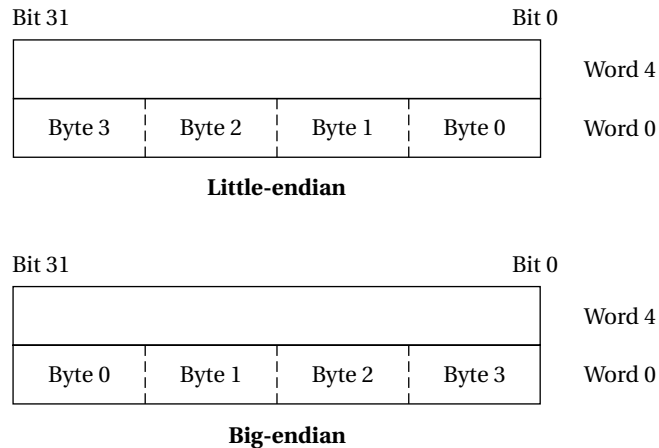 Bit 31 Bit 0
Word 4
Byte 3 Byte 2 Byte 1 Byte 0 Word 0
Little-endian
Bit 31 Bit 0
Word 4
Byte 0 Byte 1 Byte 2 Byte 3 Word 0
Big-endian